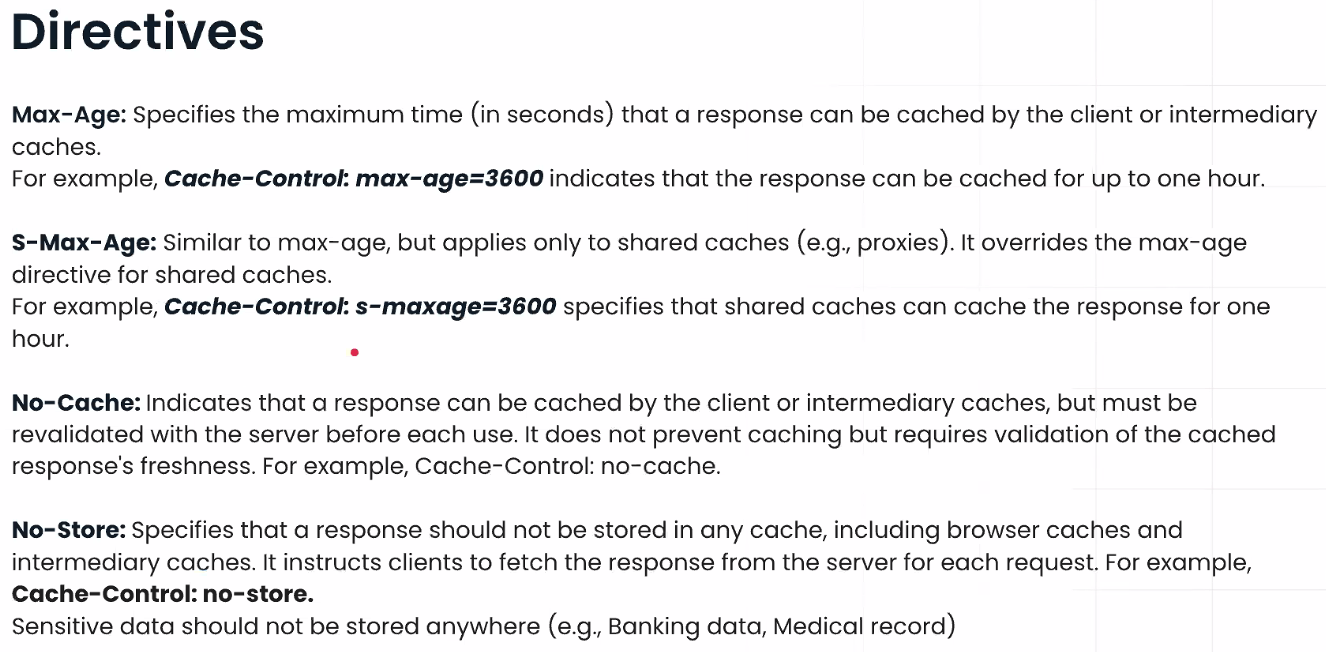 Directives
Max-Age: Specifies the maximum time (in seconds) that a response can be cached by the client or intermediary
caches.
For example, Cache-Control: max-age=3600 indicates that the response can be cached for up to one hour.
S-Max-Age: Similar to max-age, but applies only to shared caches (e.g., proxies). It overrides the max-age
directive for shared caches.
For example, Cache-Control: s-maxage=3600 specifies that shared caches can cache the response for one
hour.
No-Cache: Indicates that a response can be cached by the client or intermediary caches, but must be
revalidated with the server before each use. It does not prevent caching but requires validation of the cached
response's freshness. For example, Cache-Control: no-cache.
No-Store: Specifies that a response should not be stored in any cache, including browser caches and
intermediary caches. It instructs clients to fetch the response from the server for each request. For example,
Cache-Control: no-store.
Sensitive data should not be stored anywhere (e.g., Banking data, Medical record)